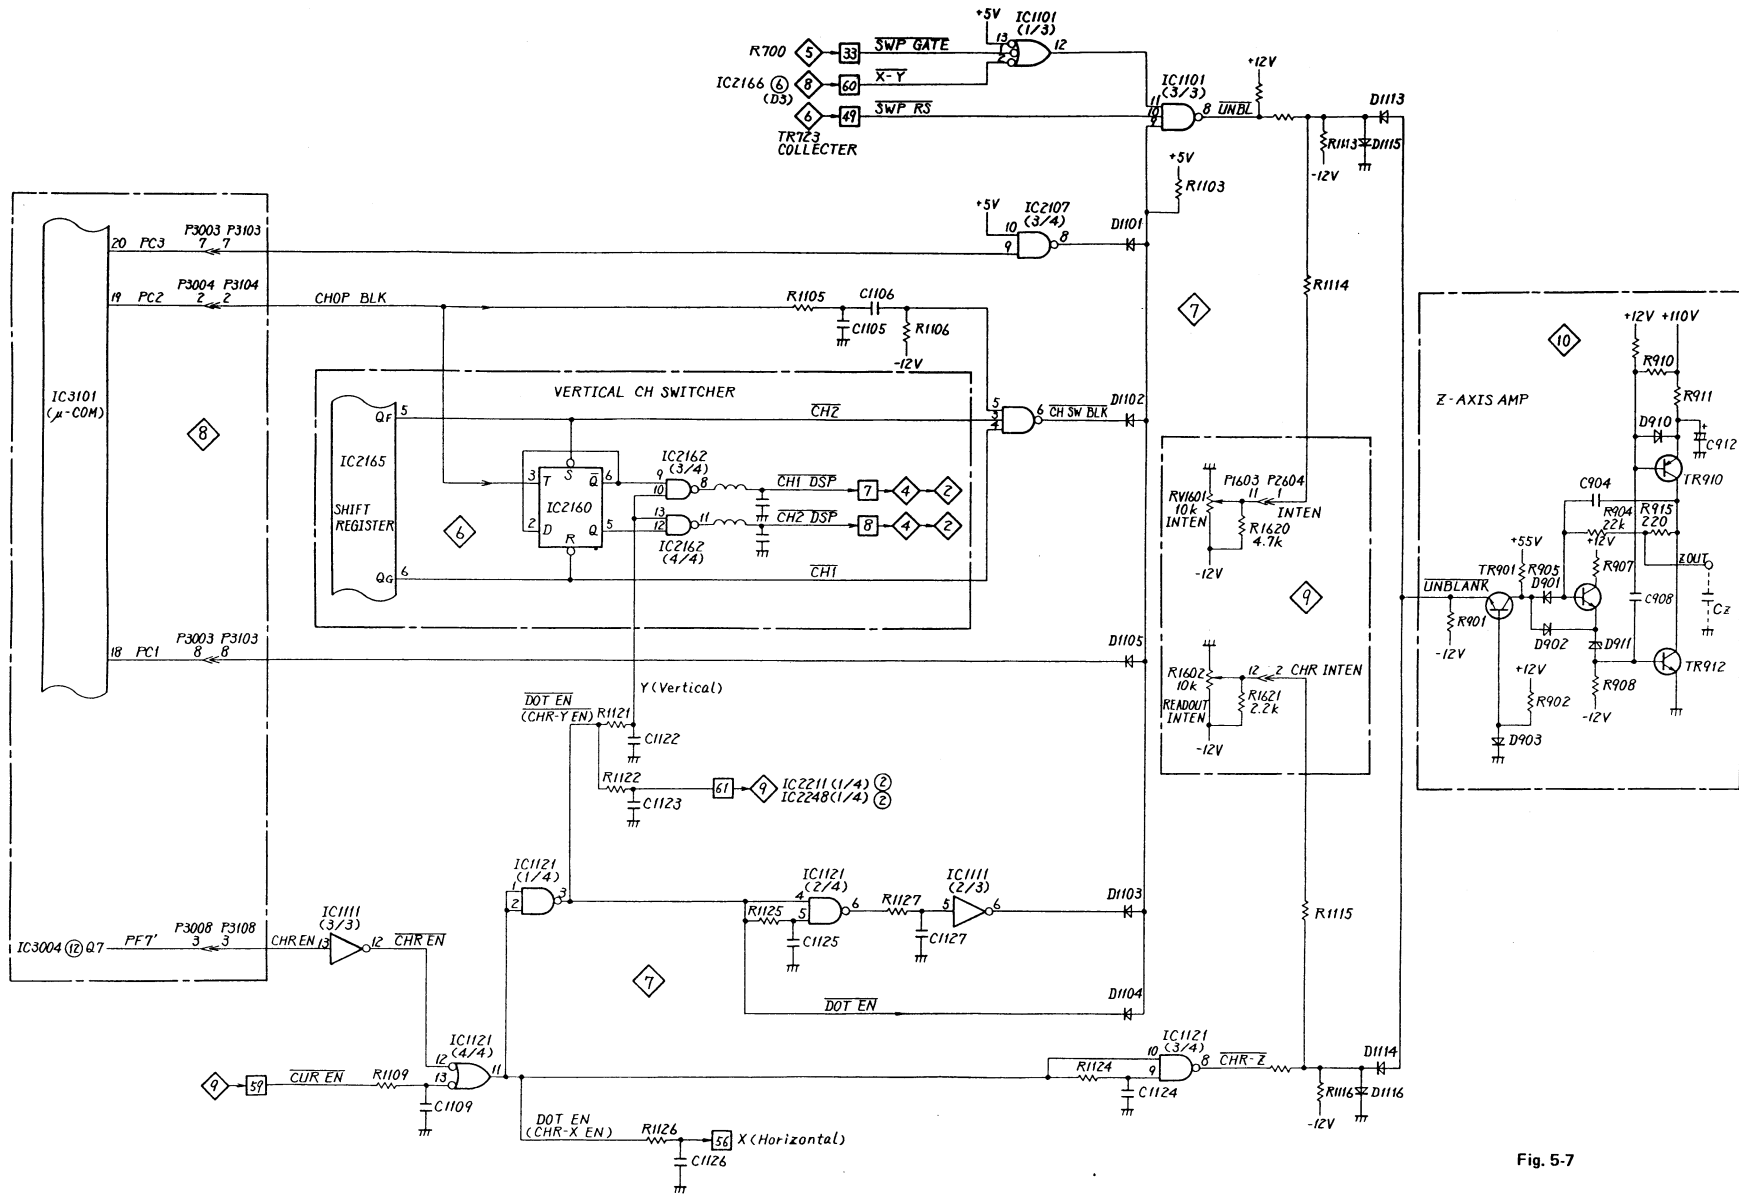 +5V
IC1101
(1/3)
R700
5
33
SWP GATE
13
1
2
12
IC2166 ⑥
(D3)
8
60
X-Y
6
49
SWP RS
TR723
COLLECTER
+12V
IC1101
(3/3)
11
10
9
8
UNBL
D1113
R1113
D1115
-12V
+5V
R1103
+5V
IC2107
(3/4)
10
9
8
D1101
20
PC3
P3003
P3103
7
7
19
PC2
P3004
P3104
2
2
CHOP BLK
R1105
C1106
C1105
R1106
-12V
7
R1114
10
+12V
+110V
R910
R911
Z-AXIS AMP
D910
C912
TR910
C904
R904
22k
R915
220
+55V
+12V
ZOUT
TR901
R905
D901
R907
UNBLANK
C908
Cz
R901
D902
D911
-12V
TR912
+12V
R902
R908
-12V
D903
IC3101
(μ-COM)
8
VERTICAL CH SWITCHER
QF
5
CH2
5
3
4
6
CH SW BLK
D1102
IC2165
SHIFT
REGISTER
6
3
T
S
Q
6
IC2160
2
D
Q
5
R
IC2162
(3/4)
9
10
8
CH1 DSP
7
4
2
13
12
11
CH2 DSP
8
4
2
IC2162
(4/4)
QG
6
CH1
RV1601
10k
INTEN
P1603
P2604
11
1
INTEN
R1620
4.7k
-12V
9
R1602
10k
READOUT
INTEN
12
2
CHR INTEN
R1621
2.2k
-12V
18
PC1
P3003
P3103
8
8
D1105
Y (Vertical)
DOT EN
(CHR-Y EN)
R1121
C1122
R1122
C1123
61
9
IC2211 (1/4) ②
IC2248 (1/4) ②
IC1121
(1/4)
1
2
3
IC1121
(2/4)
4
5
6
R1125
C1125
R1127
C1127
IC1111
(2/3)
5
6
D1103
R1115
IC3004 ⑫ Q7
PF7'
P3008
P3108
3
3
CHR EN
IC1111
(3/3)
13
12
CHR EN
7
DOT EN
D1104
IC1121
(4/4)
12
13
11
9
59
CUR EN
R1109
C1109
R1124
C1124
IC1121
(3/4)
10
9
8
CHR-Z
D1114
R1116
D1116
-12V
DOT EN
(CHR-X EN)
R1126
C1126
56
X (Horizontal)
Fig. 5-7